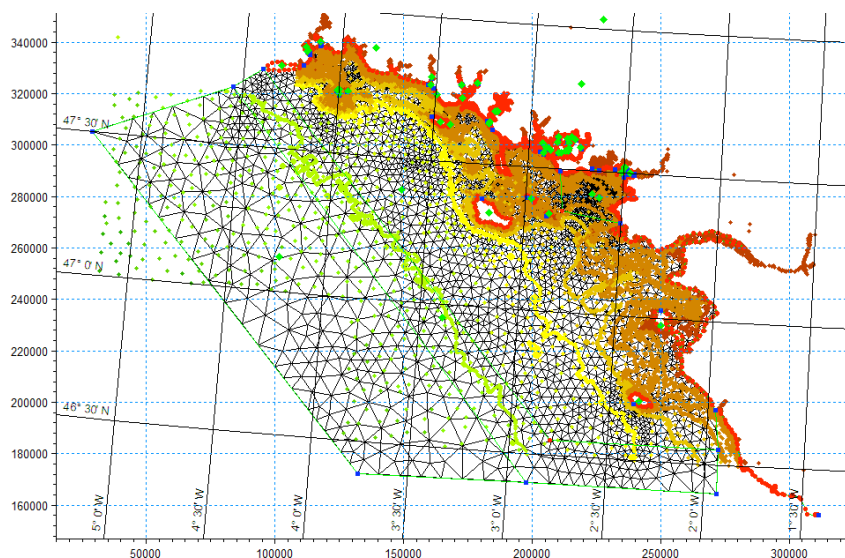 340000
320000
300000
280000
260000
240000
220000
200000
180000
160000
47° 30' N
47° 0' N
46° 30' N
5° 0' W
4° 30' W
4° 0' W
3° 30' W
3° 0' W
2° 30' W
2° 0' W
1° 30' W
50000
100000
150000
200000
250000
300000